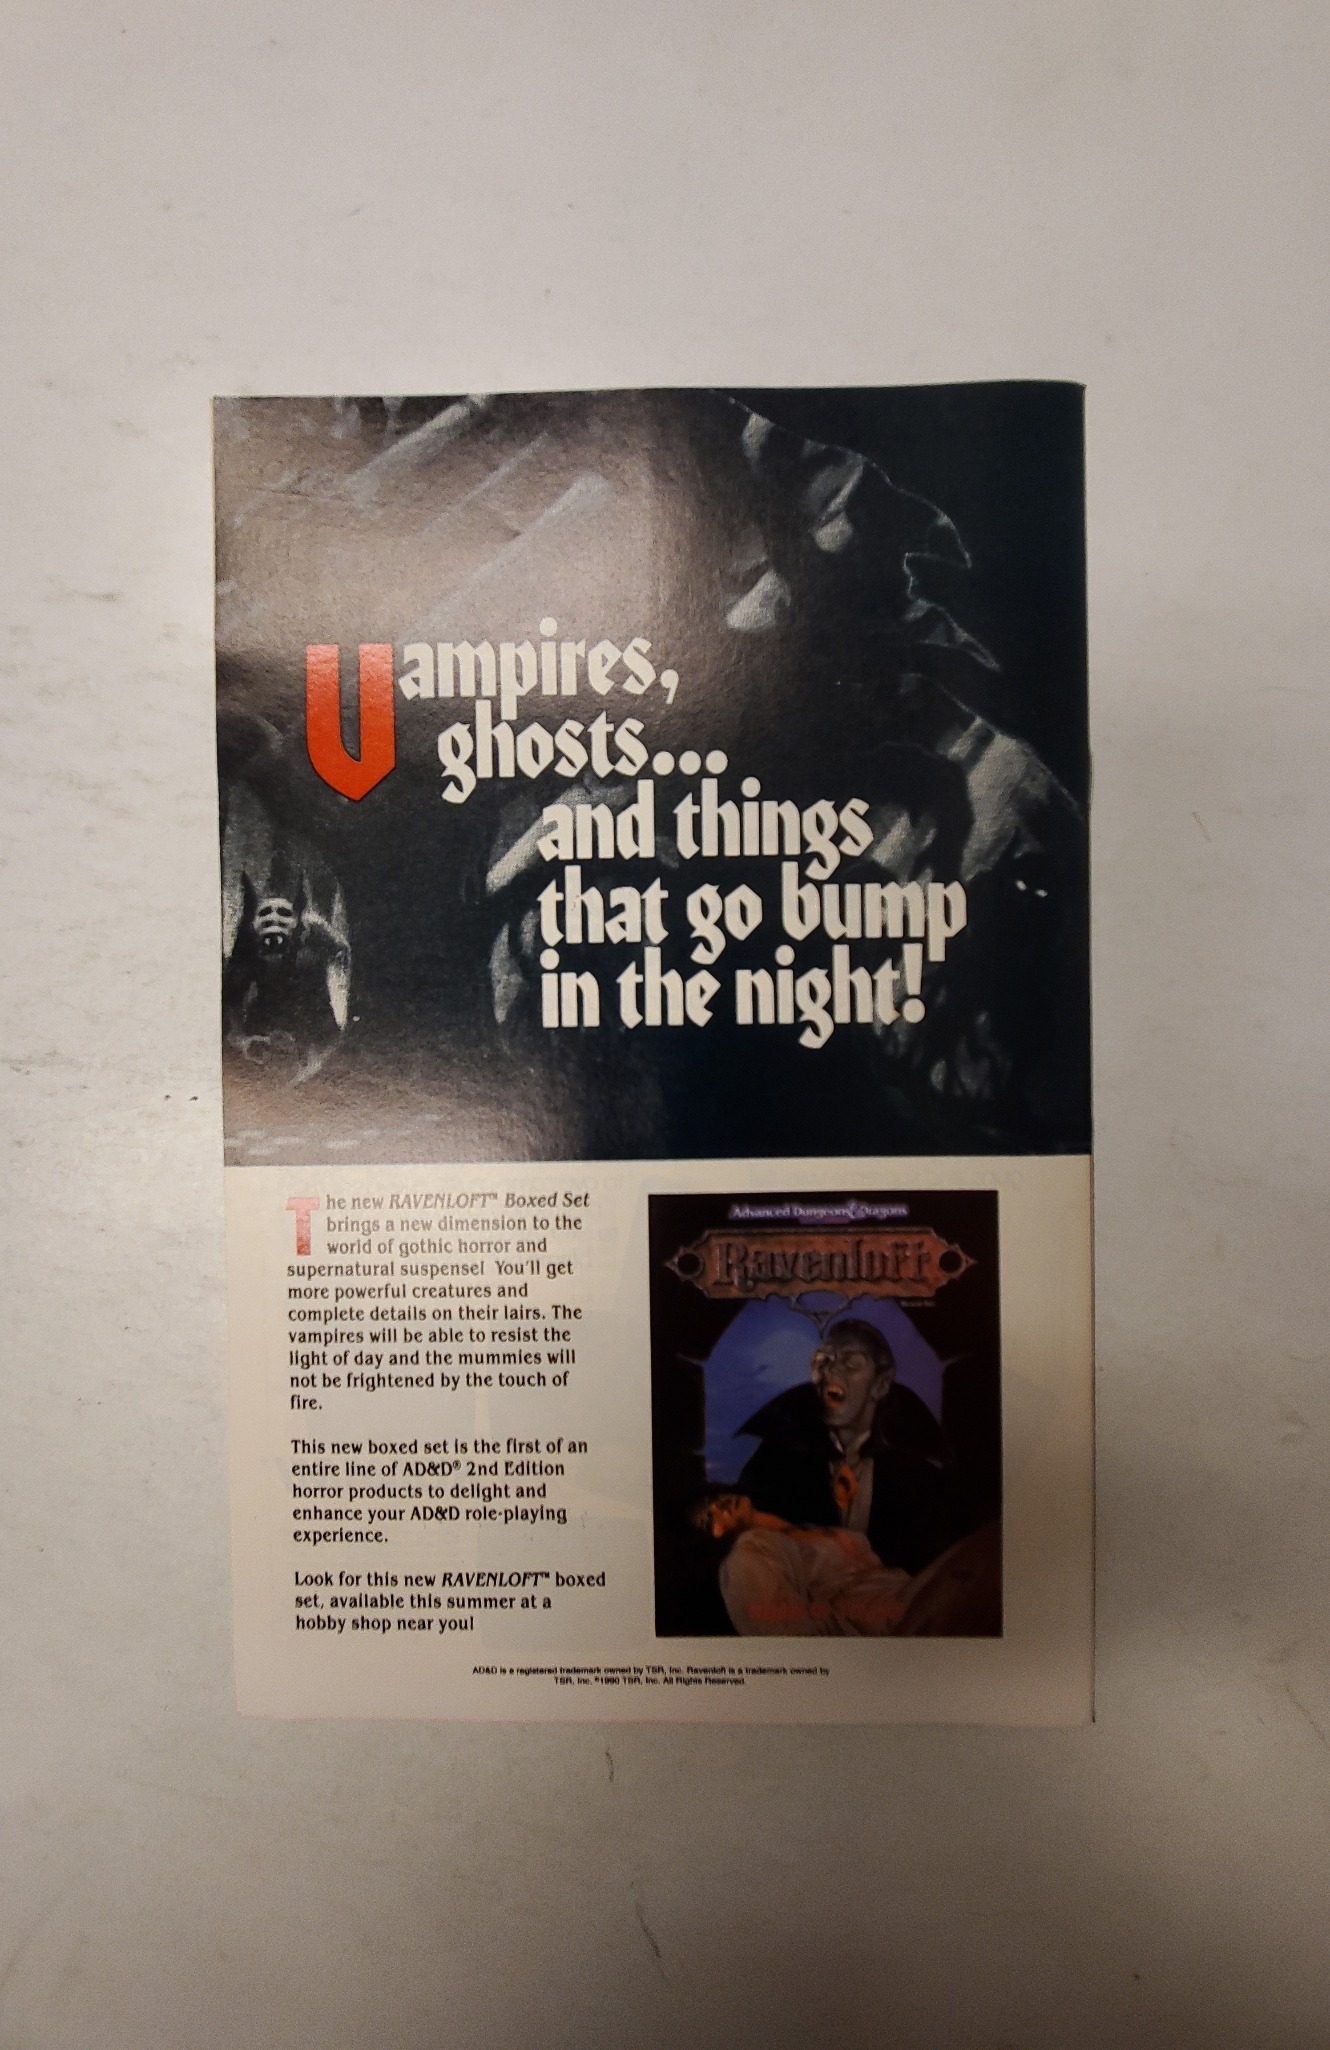 Vampires,
ghosts...
and things
that go bump
in the night!
The new RAVENLOFT™ Boxed Set
brings a new dimension to the
world of gothic horror and
supernatural suspense! You'll get
more powerful creatures and
complete details on their lairs. The
vampires will be able to resist the
light of day and the mummies will
not be frightened by the touch of
fire.
This new boxed set is the first of an
entire line of AD&D® 2nd Edition
horror products to delight and
enhance your AD&D role-playing
experience.
Look for this new RAVENLOFT™ boxed
set, available this summer at a
hobby shop near you!
Advanced Dungeons & Dragons
Ravenloft
AD&D is a registered trademark owned by TSR, Inc. Ravenloft is a trademark owned by
TSR, Inc. ©1990 TSR, Inc. All Rights Reserved.